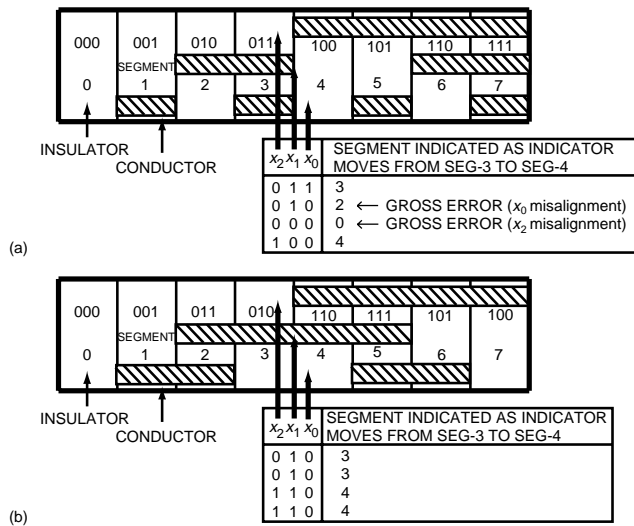 000 001 010 011 100 101 110 111
SEGMENT
0 1 2 3 4 5 6 7
INSULATOR
CONDUCTOR
x2 x1 x0 SEGMENT INDICATED AS INDICATOR
MOVES FROM SEG-3 TO SEG-4
0 1 1 3
0 1 0 2 ← GROSS ERROR (x0 misalignment)
0 0 0 0 ← GROSS ERROR (x2 misalignment)
1 0 0 4
(a)
000 001 011 010 110 111 101 100
SEGMENT
0 1 2 3 4 5 6 7
INSULATOR
CONDUCTOR
x2 x1 x0 SEGMENT INDICATED AS INDICATOR
MOVES FROM SEG-3 TO SEG-4
0 1 0 3
0 1 0 3
1 1 0 4
1 1 0 4
(b)